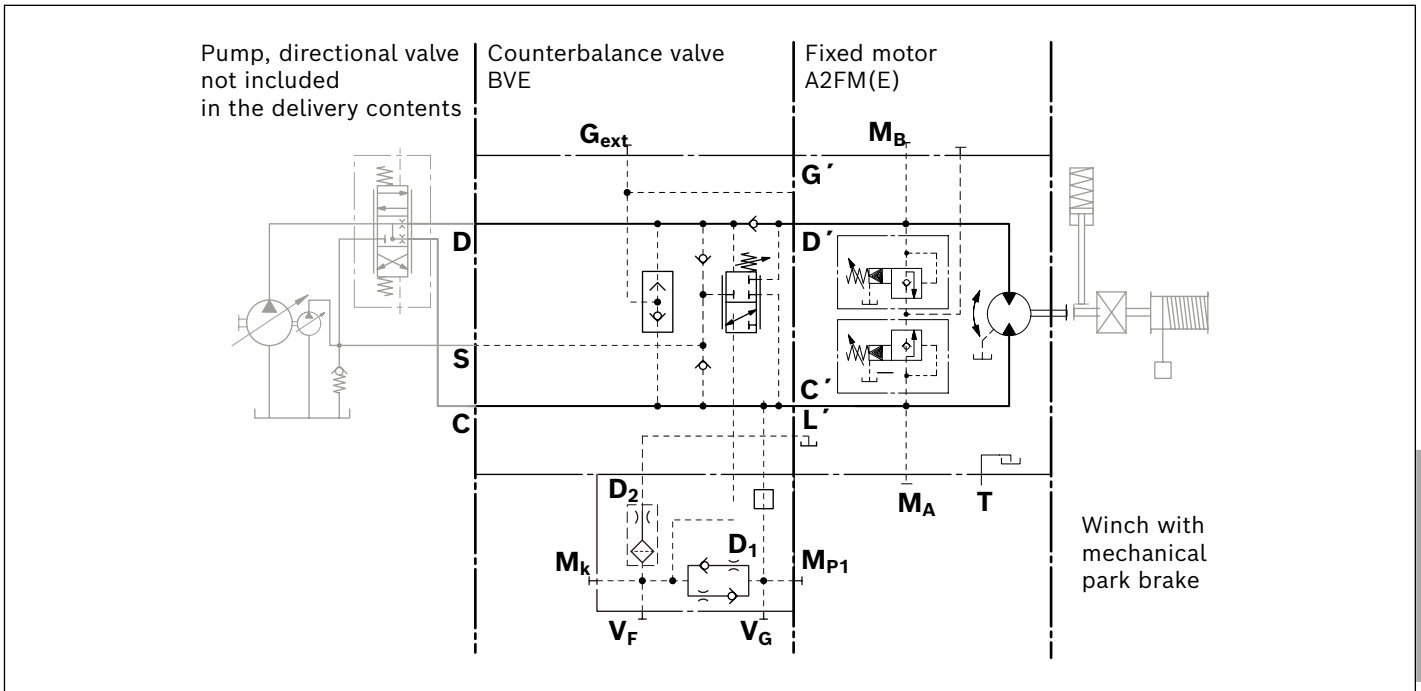 Pump, directional valve
not included
in the delivery contents
Counterbalance valve
BVE
Fixed motor
A2FM(E)
Gext
MB
G´
D
D´
S
C´
C
L´
D2
MA
T
D1
Mk
MP1
VF
VG
Winch with
mechanical
park brake